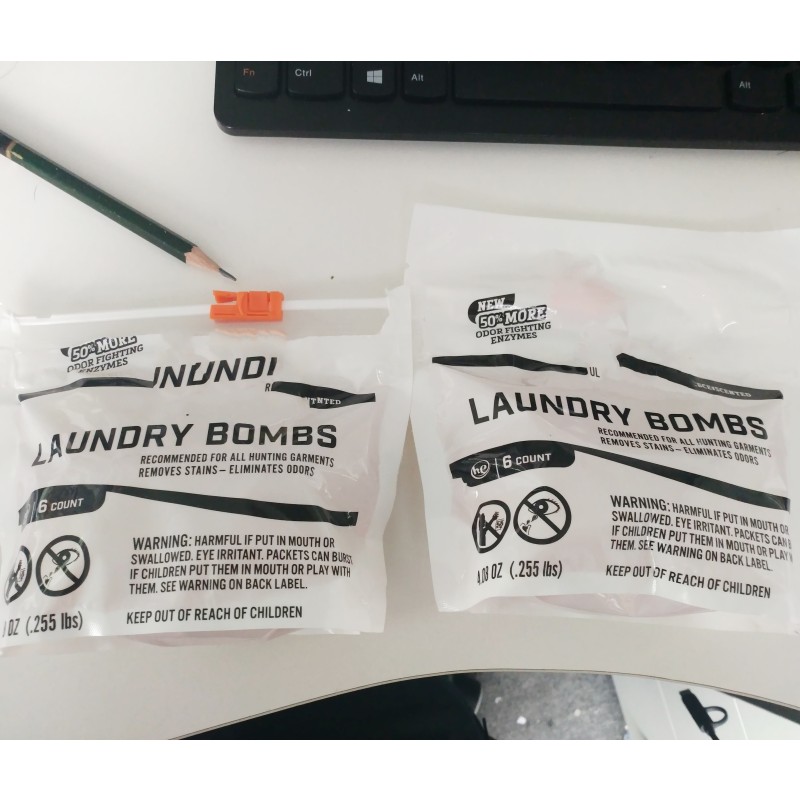 Fn
Ctrl
Alt
Alt
50% MORE
ODOR FIGHTING
ENZYMES
LAUNDRY BOMBS
RECOMMENDED FOR ALL HUNTING GARMENTS
REMOVES STAINS – ELIMINATES ODORS
6 COUNT
WARNING: HARMFUL IF PUT IN MOUTH OR
SWALLOWED. EYE IRRITANT. PACKETS CAN BURST
IF CHILDREN PUT THEM IN MOUTH OR PLAY WITH
THEM. SEE WARNING ON BACK LABEL.
OZ (.255 lbs)
KEEP OUT OF REACH OF CHILDREN
NEW
50% MORE
ODOR FIGHTING
ENZYMES
UL
UNSCENTED
LAUNDRY BOMBS
RECOMMENDED FOR ALL HUNTING GARMENTS
REMOVES STAINS – ELIMINATES ODORS
he 6 COUNT
WARNING: HARMFUL IF PUT IN MOUTH OR
SWALLOWED. EYE IRRITANT. PACKETS CAN B
IF CHILDREN PUT THEM IN MOUTH OR PLAY
THEM. SEE WARNING ON BACK LABEL.
4.08 OZ (.255 lbs)
KEEP OUT OF REACH OF CHILDREN